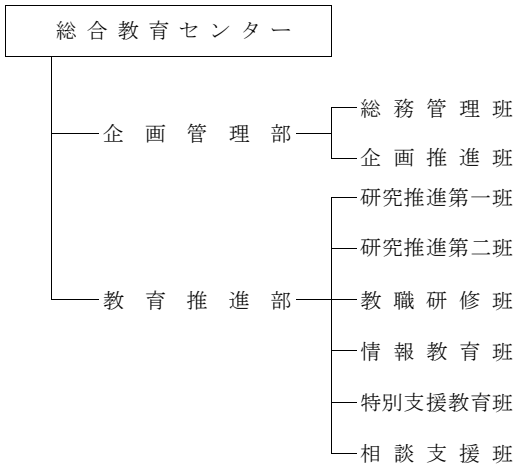 総合教育センター
企画管理部
総務管理班
企画推進班
教育推進部
研究推進第一班
研究推進第二班
教職研修班
情報教育班
特別支援教育班
相談支援班